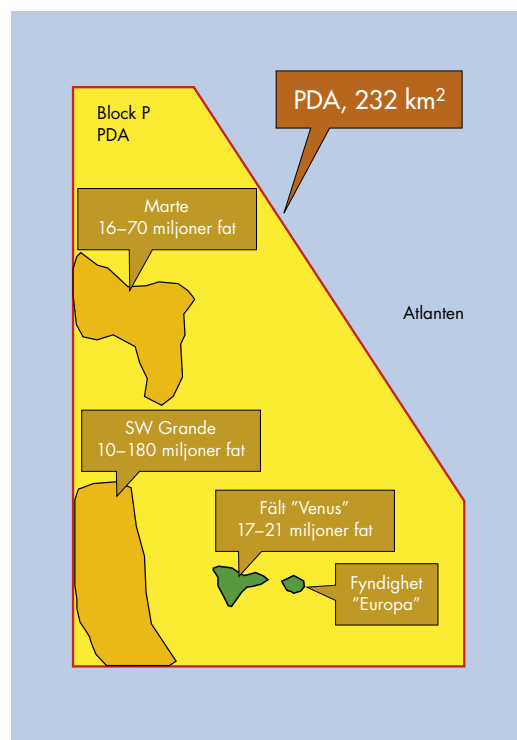 PDA, 232 km²
Block P
PDA
Marte
16–70 miljoner fat
Atlanten
SW Grande
10–180 miljoner fat
Fält ”Venus”
17–21 miljoner fat
Fyndighet
”Europa”